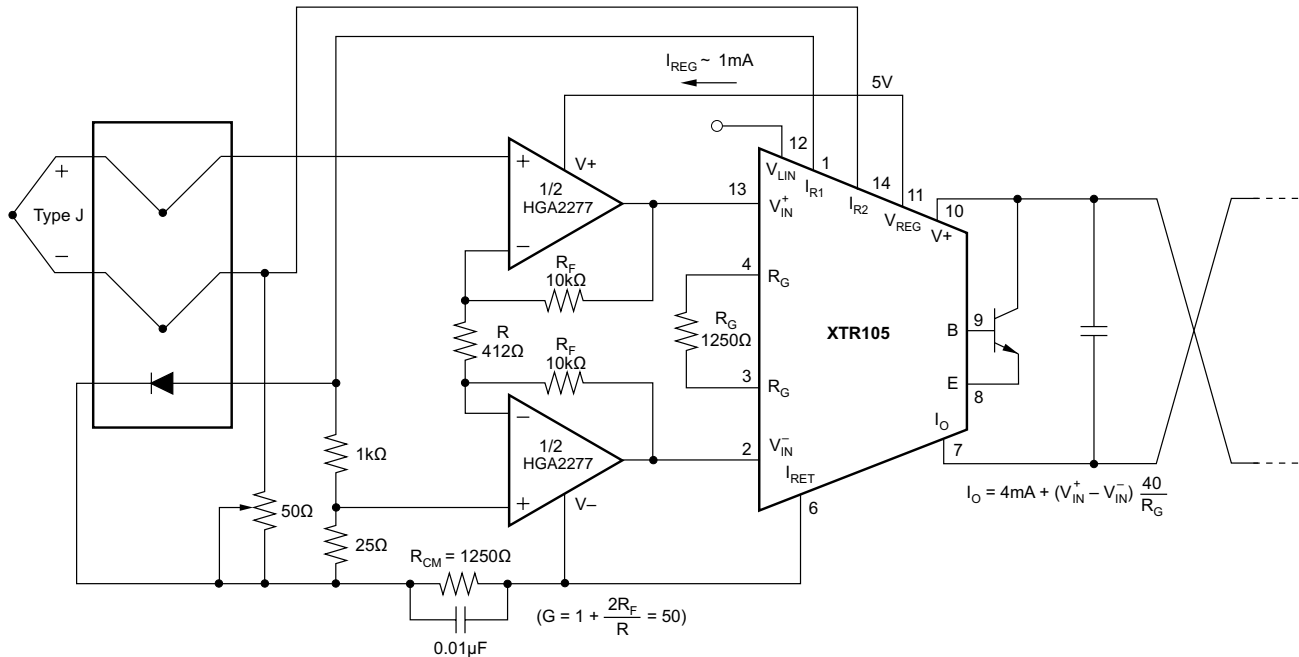 I_REG ~ 1mA
5V
12
1
14
11
10
V_LIN
I_R1
I_R2
V_REG
V+
+
Type J
–
+
V+
1/2
HGA2277
–
13
V_IN^+
R_F
10kΩ
4
R_G
R
412Ω
R_G
1250Ω
XTR105
B
9
R_F
10kΩ
3
R_G
E
8
–
1/2
HGA2277
+
V–
2
V_IN^–
I_RET
6
I_O
7
1kΩ
50Ω
25Ω
I_O = 4mA + (V_IN^+ – V_IN^–) 40/R_G
R_CM = 1250Ω
0.01µF
(G = 1 + 2R_F/R = 50)